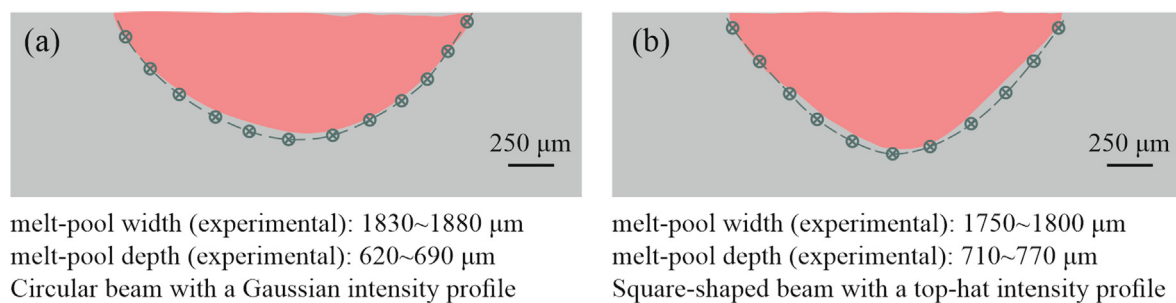 (a)
250 μm
melt-pool width (experimental): 1830~1880 μm
melt-pool depth (experimental): 620~690 μm
Circular beam with a Gaussian intensity profile
(b)
250 μm
melt-pool width (experimental): 1750~1800 μm
melt-pool depth (experimental): 710~770 μm
Square-shaped beam with a top-hat intensity profile